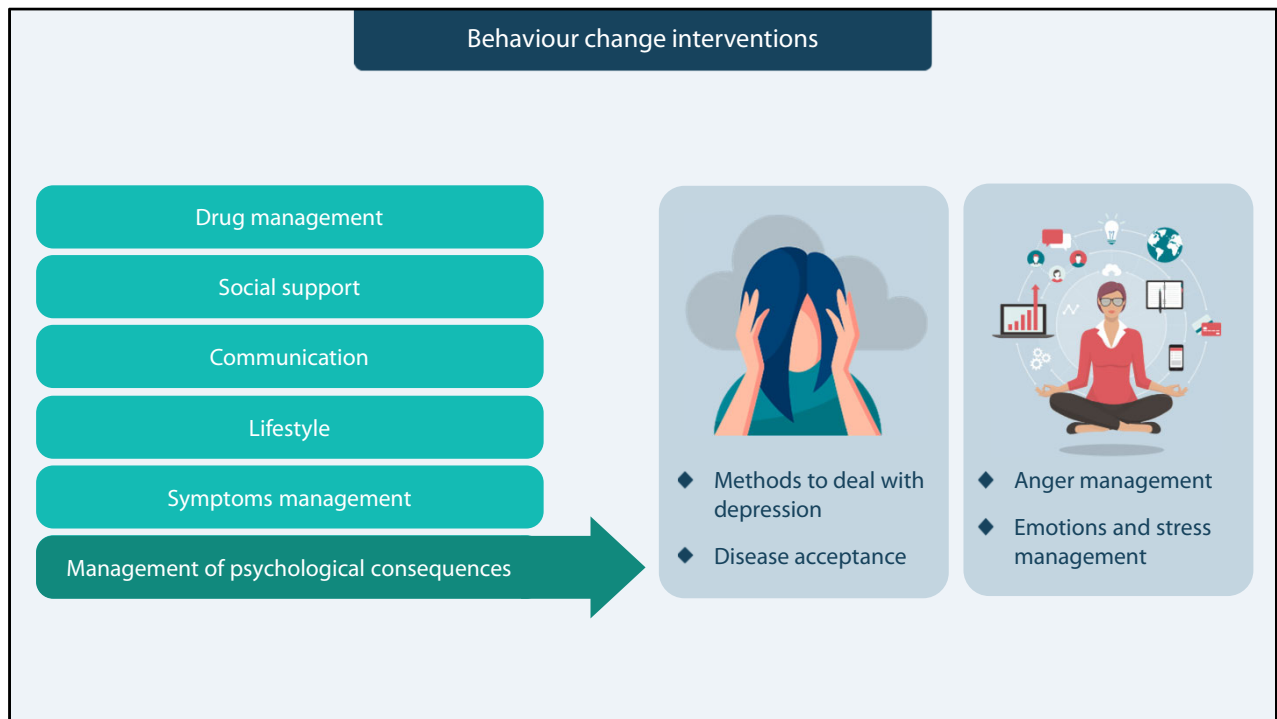 Behaviour change interventions
Drug management
Social support
Communication
Lifestyle
Symptoms management
Management of psychological consequences
Methods to deal with
depression
Disease acceptance
Anger management
Emotions and stress
management